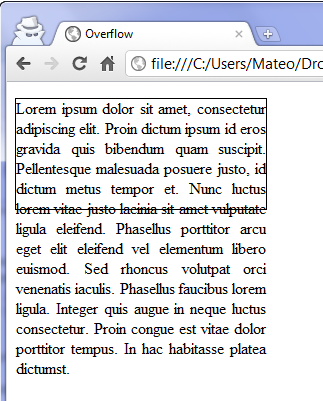 Overflow
file:///C:/Users/Mateo/Dro
Lorem ipsum dolor sit amet, consectetur
adipiscing elit. Proin dictum ipsum id eros
gravida quis bibendum quam suscipit.
Pellentesque malesuada posuere justo, id
dictum metus tempor et. Nunc luctus
lorem vitae justo lacinia sit amet vulputate
ligula eleifend. Phasellus porttitor arcu
eget elit eleifend vel elementum libero
euismod. Sed rhoncus volutpat orci
venenatis iaculis. Phasellus faucibus lorem
ligula. Integer quis augue in neque luctus
consectetur. Proin congue est vitae dolor
porttitor tempus. In hac habitasse platea
dictumst.